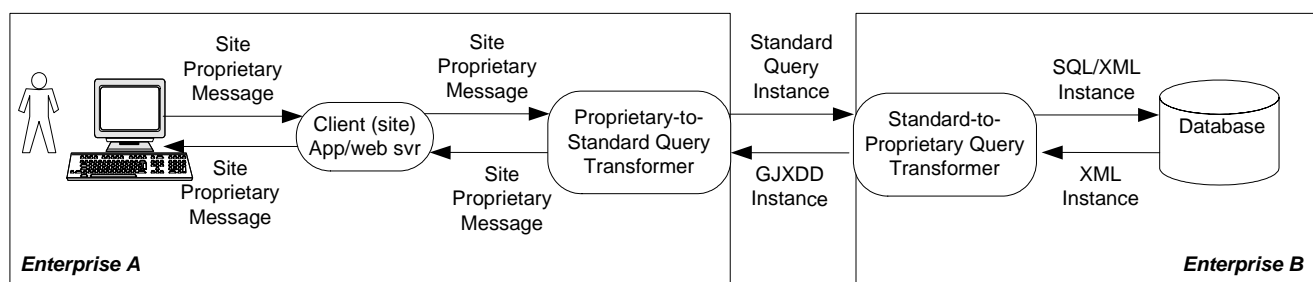 Site
Proprietary
Message
Site
Proprietary
Message
Standard
Query
Instance
SQL/XML
Instance
Client (site)
App/web svr
Proprietary-to-
Standard Query
Transformer
Standard-to-
Proprietary Query
Transformer
Database
Site
Proprietary
Message
Site
Proprietary
Message
GJXDD
Instance
XML
Instance
Enterprise A
Enterprise B